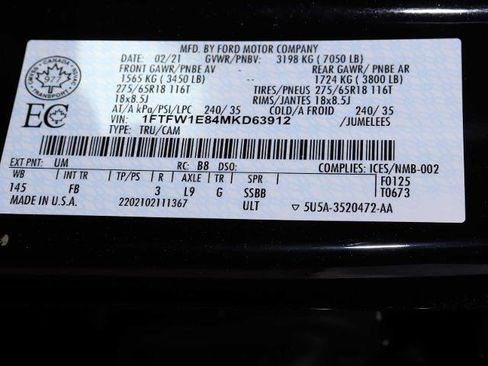 MFD. BY FORD MOTOR COMPANY
02/21 GVWR/PNBV: 3198 KG ( 7050 LB)
FRONT GAWR/PNBE AV REAR GAWR/ PNBE AR
1565 KG ( 3450 LB) 1724 KG ( 3800 LB)
275/65R18 116T TIRES/PNEUS 275/65R18 116T
18x8.5J RIMS/JANTES 18x8.5J
AT/A kPa/PSI/LPC 240/ 35 COLD/A FROID 240/ 35
VIN: 1FTFW1E84MKD63912 /JUMELEES
TYPE: TRU/CAM
CANADA
977
EC
EXT PNT: UM RC: B8 DSO: COMPLIES: ICES/NMB-002
WB INT TR TP/PS R AXLE TR SPR F0125
145 FB 3 L9 G SSBB T0673
MADE IN U.S.A. 2202102111367 ULT 5U5A-3520472-AA